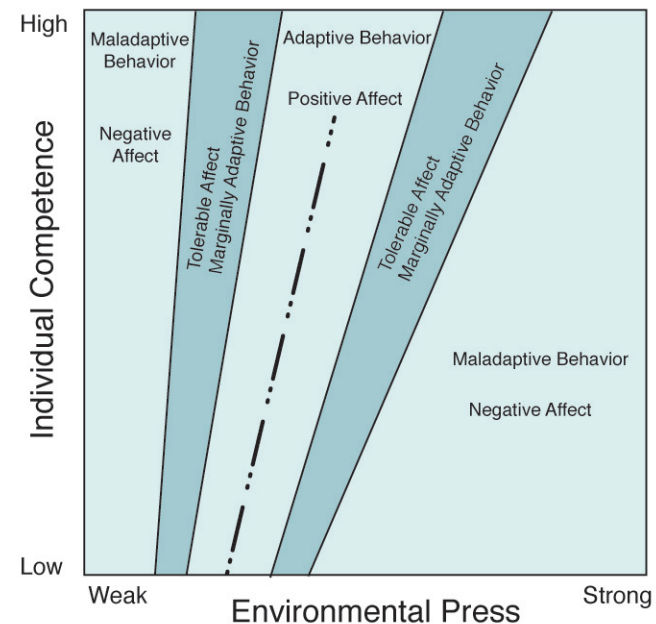 High
Maladaptive
Behavior
Negative
Affect
Tolerable Affect
Marginally Adaptive Behavior
Adaptive Behavior
Positive Affect
Tolerable Affect
Marginally Adaptive Behavior
Maladaptive Behavior
Negative Affect
Individual Competence
Low
Weak
Strong
Environmental Press